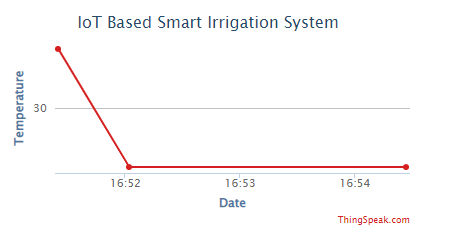 IoT Based Smart Irrigation System
Temperature
30
16:52 16:53 16:54
Date
ThingSpeak.com